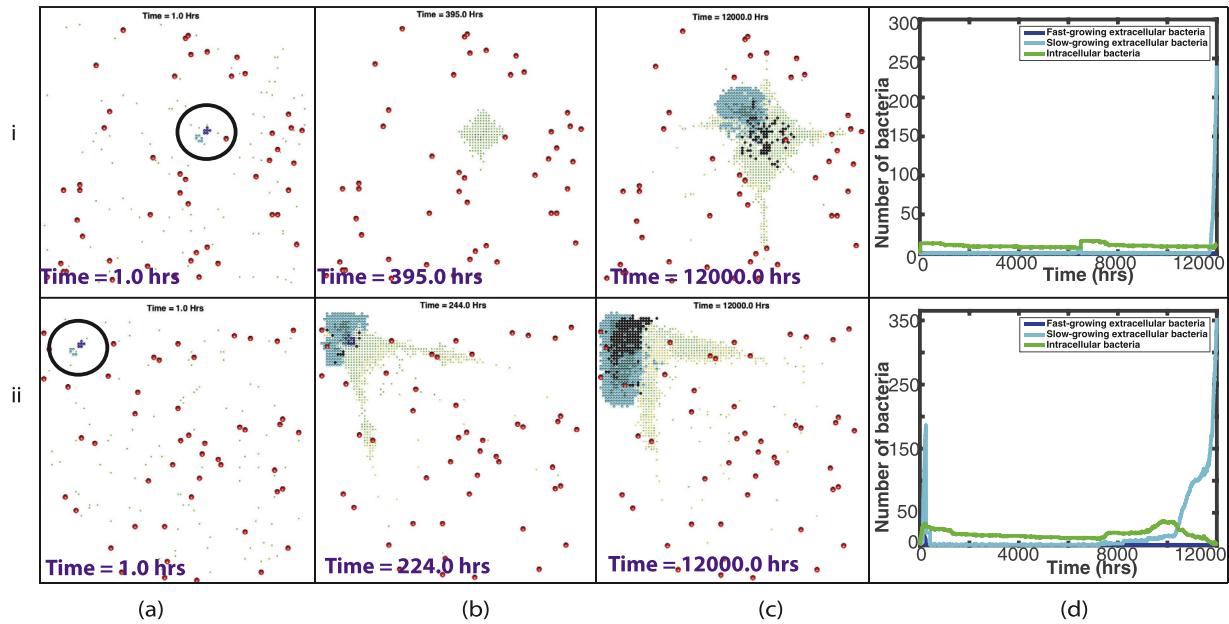 Time = 1.0 Hrs
Time = 395.0 Hrs
Time = 12000.0 Hrs
i
Time = 1.0 hrs
Time = 395.0 hrs
Time = 12000.0 hrs
Number of bacteria
300
250
200
150
100
50
0
Fast-growing extracellular bacteria
Slow-growing extracellular bacteria
Intracellular bacteria
0 4000 8000 12000
Time (hrs)
Time = 1.0 Hrs
Time = 244.0 Hrs
Time = 12000.0 Hrs
ii
Time = 1.0 hrs
Time = 224.0 hrs
Time = 12000.0 hrs
Number of bacteria
350
250
150
50
0
Fast-growing extracellular bacteria
Slow-growing extracellular bacteria
Intracellular bacteria
0 4000 8000 12000
Time (hrs)
(a) (b) (c) (d)